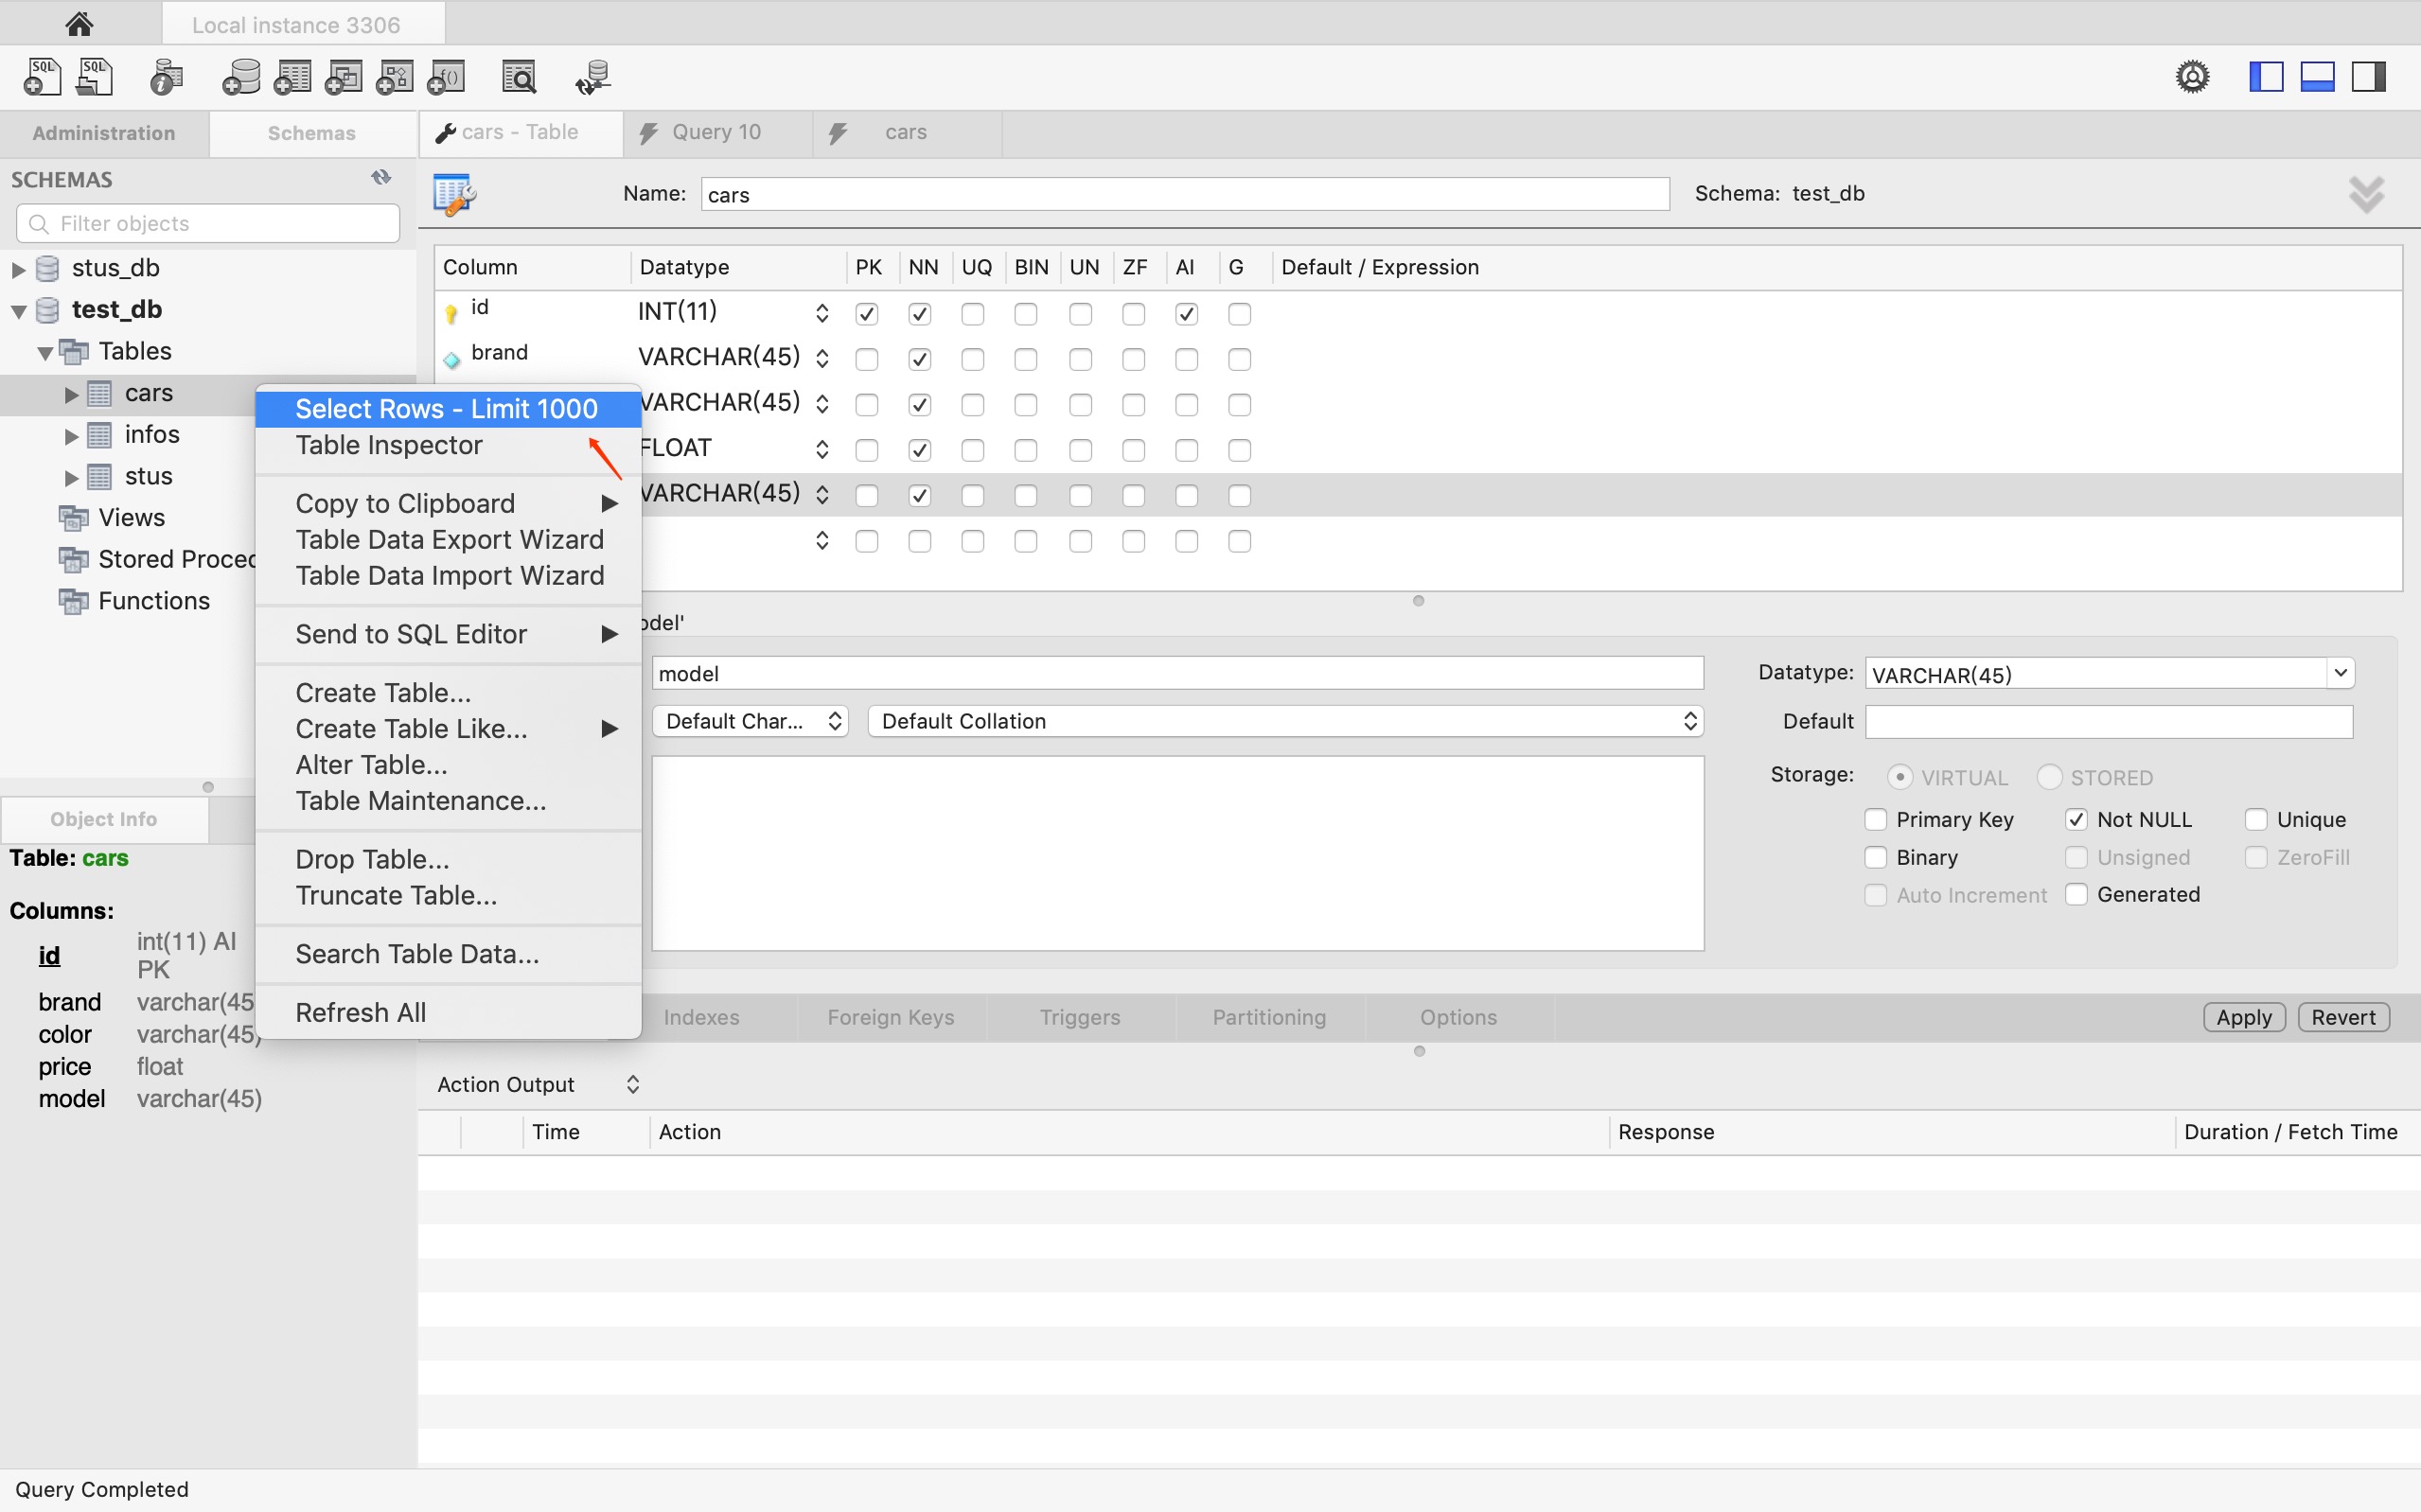 Local instance 3306
Administration
Schemas
cars - Table
Query 10
cars
SCHEMAS
Filter objects
stus_db
test_db
Tables
cars
infos
stus
Views
Stored Proced
Functions
Name: cars
Schema: test_db
Column Datatype PK NN UQ BIN UN ZF AI G Default / Expression
id INT(11)
brand VARCHAR(45)
VARCHAR(45)
FLOAT
VARCHAR(45)
Select Rows - Limit 1000
Table Inspector
Copy to Clipboard
Table Data Export Wizard
Table Data Import Wizard
Send to SQL Editor
Create Table...
Create Table Like...
Alter Table...
Table Maintenance...
Drop Table...
Truncate Table...
Search Table Data...
Refresh All
odel'
model
Default Char...
Default Collation
Datatype: VARCHAR(45)
Default
Storage: VIRTUAL STORED
Primary Key Not NULL Unique
Binary Unsigned ZeroFill
Auto Increment Generated
Indexes
Foreign Keys
Triggers
Partitioning
Options
Apply
Revert
Object Info
Table: cars
Columns:
id int(11) AI
PK
brand varchar(45
color varchar(45)
price float
model varchar(45)
Action Output
Time Action Response Duration / Fetch Time
Query Completed